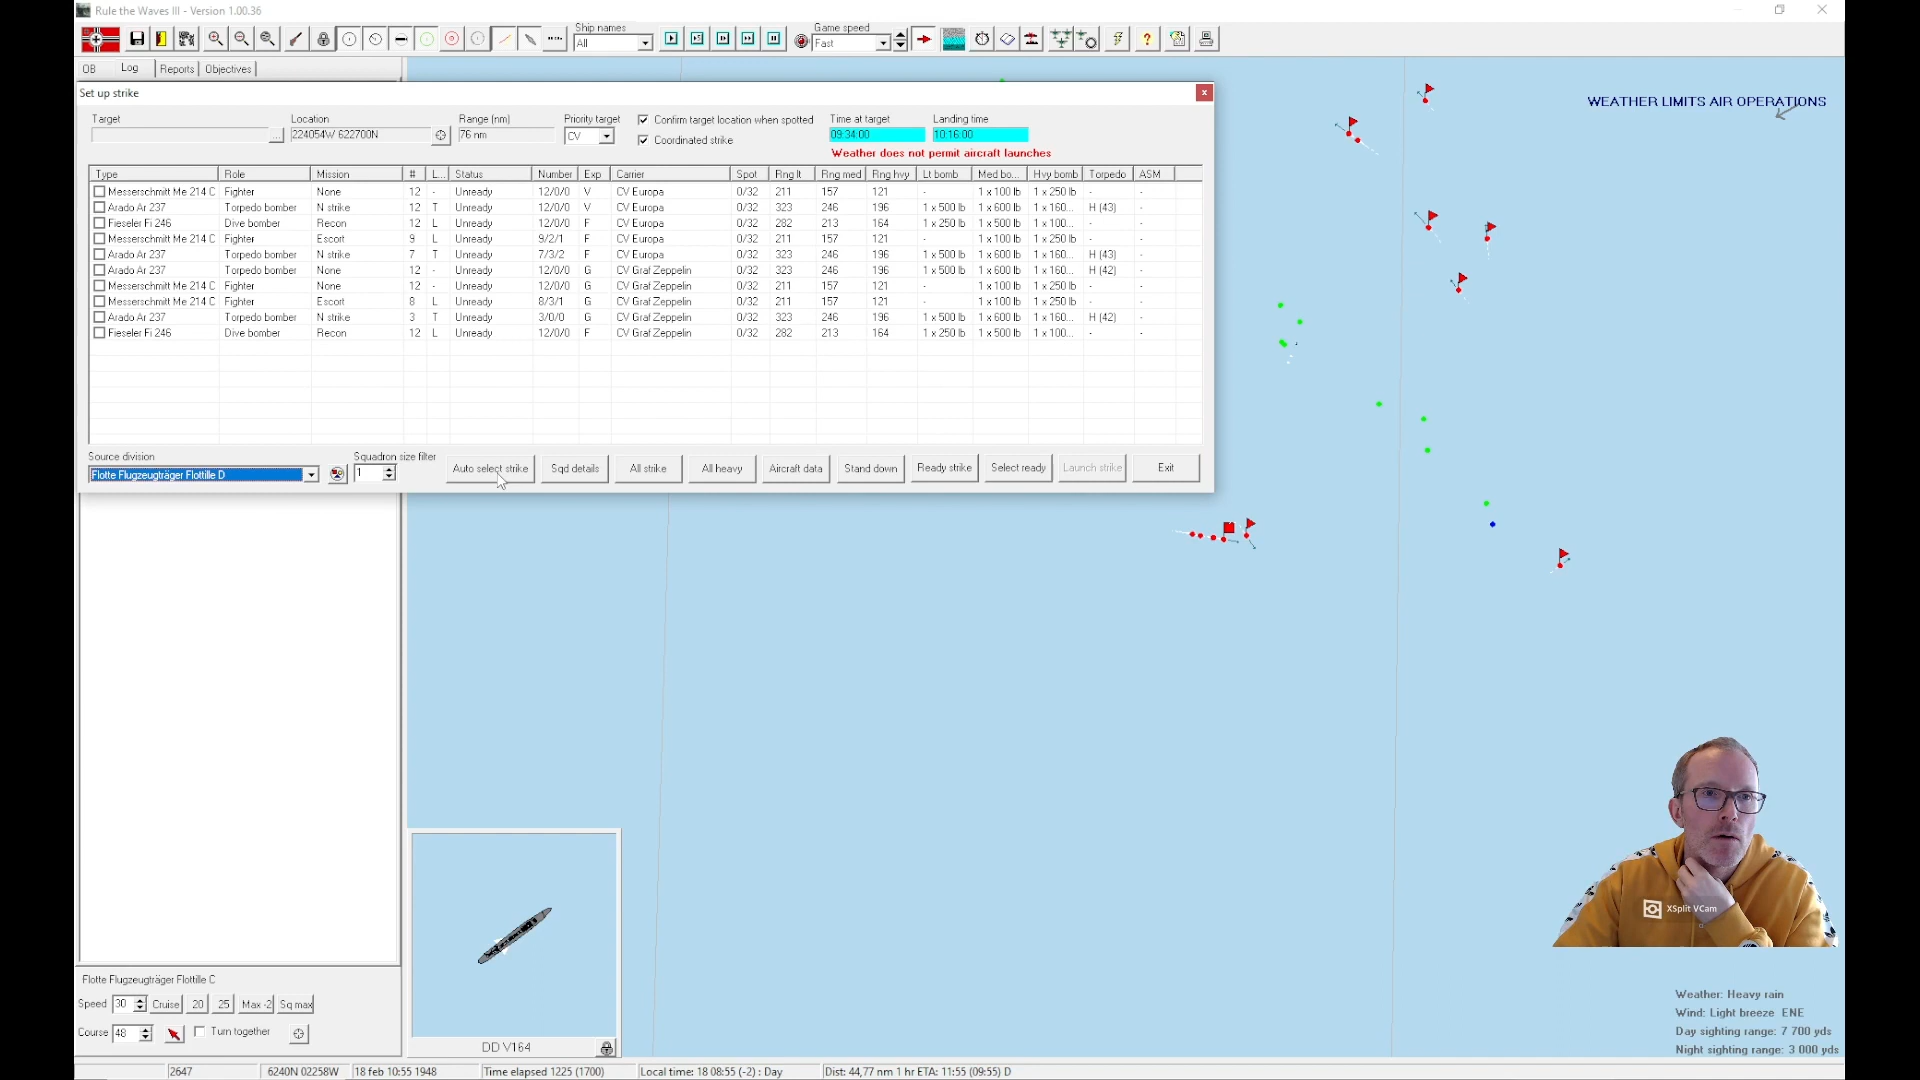 Rule the Waves III - Version 1.00.36
Ship names
All
Game speed
Fast
OB Log Reports Objectives
Set up strike
WEATHER LIMITS AIR OPERATIONS
Target Location Range (nm) Priority target Confirm target location when spotted Time at target Landing time
... 224054W 622700N 76 nm CV Coordinated strike 09:34:00 10:16:00
Weather does not permit aircraft launches
Type Role Mission # L... Status Number Exp Carrier Spot Rng lt Rng med Rng hvy Lt bomb Med bo... Hvy bomb Torpedo ASM
Messerschmitt Me 214 C Fighter None 12 - Unready 12/0/0 V CV Europa 0/32 211 157 121 - 1 x 100 lb 1 x 250 lb - -
Arado Ar 237 Torpedo bomber N strike 12 T Unready 12/0/0 V CV Europa 0/32 323 246 196 1 x 500 lb 1 x 600 lb 1 x 160... H (43) -
Fieseler Fi 246 Dive bomber Recon 12 L Unready 12/0/0 F CV Europa 0/32 282 213 164 1 x 250 lb 1 x 500 lb 1 x 100... - -
Messerschmitt Me 214 C Fighter Escort 9 L Unready 9/2/1 F CV Europa 0/32 211 157 121 - 1 x 100 lb 1 x 250 lb - -
Arado Ar 237 Torpedo bomber N strike 7 T Unready 7/3/2 F CV Europa 0/32 323 246 196 1 x 500 lb 1 x 600 lb 1 x 160... H (43) -
Arado Ar 237 Torpedo bomber None 12 - Unready 12/0/0 G CV Graf Zeppelin 0/32 323 246 196 1 x 500 lb 1 x 600 lb 1 x 160... H (42) -
Messerschmitt Me 214 C Fighter None 12 - Unready 12/0/0 G CV Graf Zeppelin 0/32 211 157 121 - 1 x 100 lb 1 x 250 lb - -
Messerschmitt Me 214 C Fighter Escort 8 L Unready 8/3/1 G CV Graf Zeppelin 0/32 211 157 121 - 1 x 100 lb 1 x 250 lb - -
Arado Ar 237 Torpedo bomber N strike 3 T Unready 3/0/0 G CV Graf Zeppelin 0/32 323 246 196 1 x 500 lb 1 x 600 lb 1 x 160... H (42) -
Fieseler Fi 246 Dive bomber Recon 12 L Unready 12/0/0 F CV Graf Zeppelin 0/32 282 213 164 1 x 250 lb 1 x 500 lb 1 x 100... - -
Source division Squadron size filter
Flotte Flugzeugträger Flottille D 1 Auto select strike Sqd details All strike All heavy Aircraft data Stand down Ready strike Select ready Launch strike Exit
XSplit VCam
Flotte Flugzeugträger Flottille C
Speed 30 Cruise 20 25 Max -2 Sq max
Course 48 Turn together
DD V164
Weather: Heavy rain
Wind: Light breeze ENE
Day sighting range: 7 700 yds
Night sighting range: 3 000 yds
2647 6240N 02258W 18 feb 10:55 1948 Time elapsed 1225 (1700) Local time: 18 08:55 (-2) : Day Dist: 44,77 nm 1 hr ETA: 11:55 (09:55) D